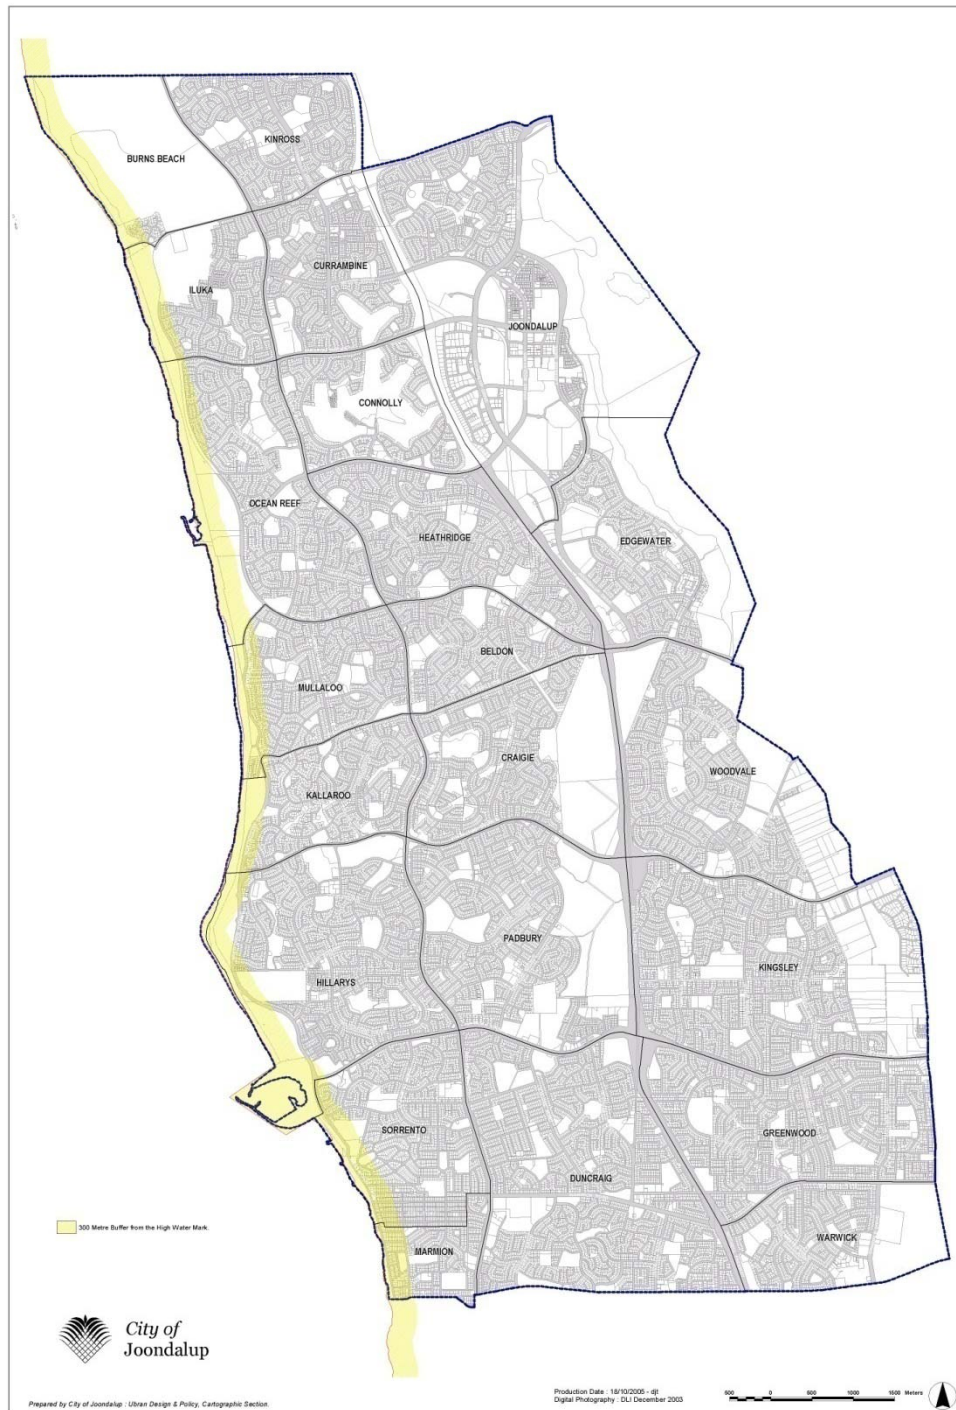 KINROSS
BURNS BEACH
CURRAMBINE
ILUKA
JOONDALUP
CONNOLLY
OCEAN REEF
HEATHRIDGE
EDGEWATER
BELDON
MULLALOO
CRAIGIE
WOODVALE
KALLAROO
PADBURY
KINGSLEY
HILLARYS
SORRENTO
GREENWOOD
DUNCRAIG
300 Metre Buffer from the High Water Mark.
WARWICK
MARMION
City of
Joondalup
Production Date : 18/10/2005 - djt
Digital Photography : DLI December 2003
500 0 500 1000 1500 Meters
Prepared by City of Joondalup : Ubran Design & Policy, Cartographic Section.